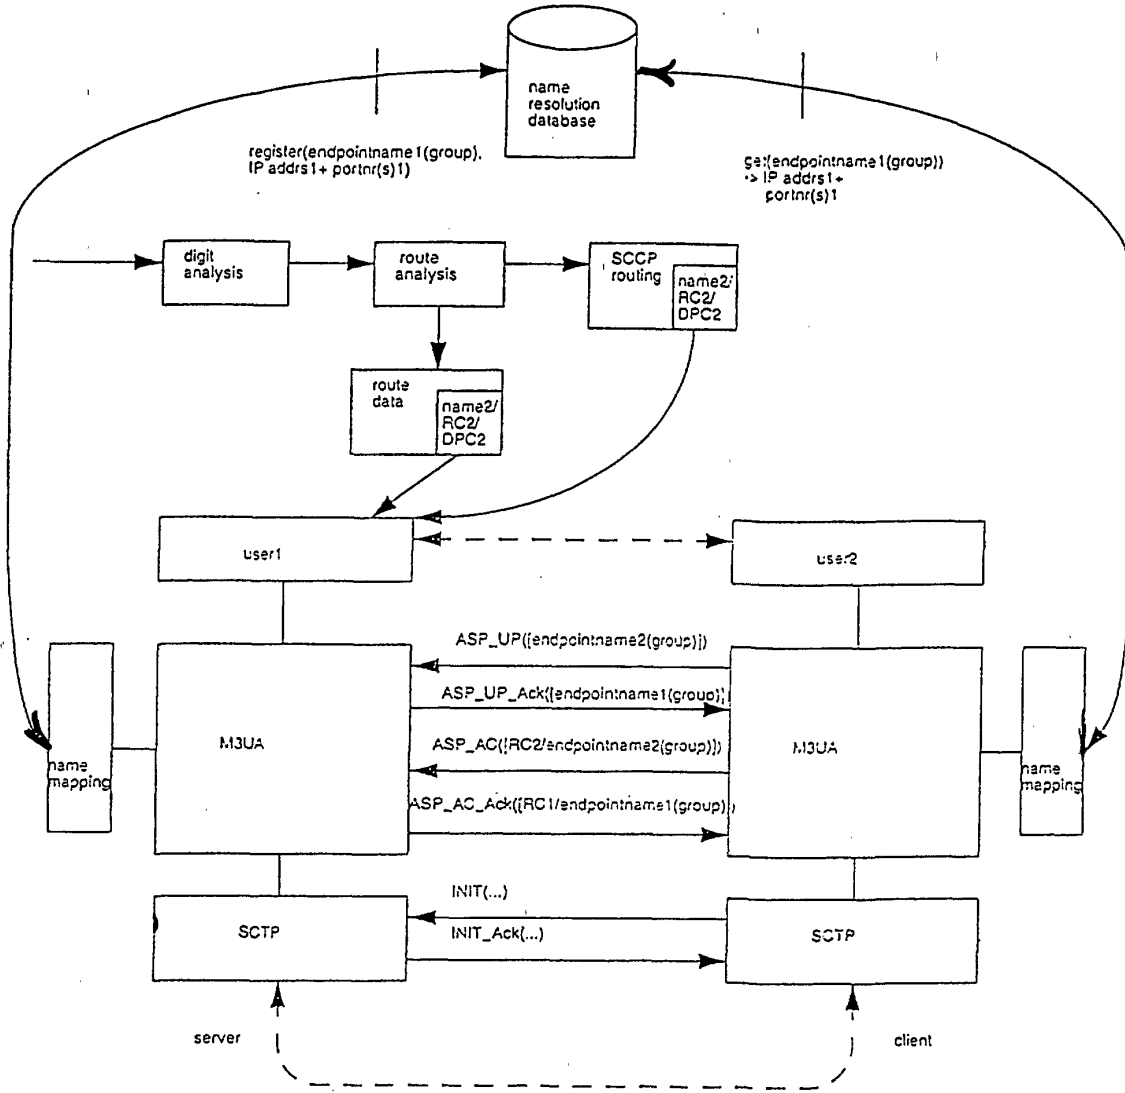 name
resolution
database
register(endpointname1(group),
IP addrs1+ portnr(s)1)
get(endpointname1(group))
-> IP addrs1+
portnr(s)1
digit
analysis
route
analysis
SCCP
routing
name2/
RC2/
DPC2
route
data
name2/
RC2/
DPC2
user1
user2
ASP_UP([endpointname2(group)])
ASP_UP_Ack([endpointname1(group)]
M3UA
ASP_AC([RC2/endpointname2(group)])
M3UA
name
mapping
name
mapping
ASP_AC_Ack([RC1/endpointname1(group)])
INIT(...)
SCTP
INIT_Ack(...)
SCTP
server
client